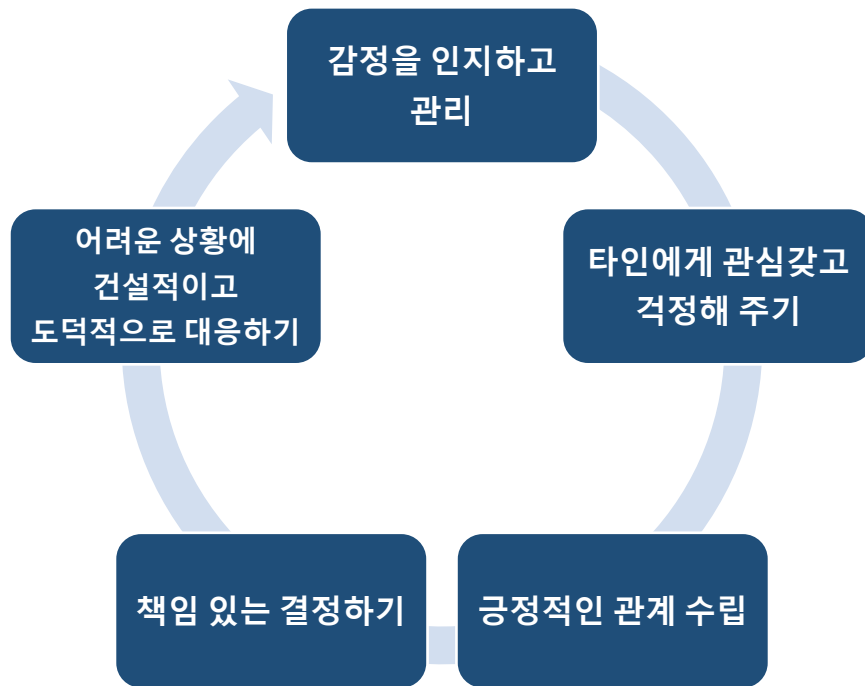 감정을 인지하고
관리
타인에게 관심갖고
걱정해 주기
긍정적인 관계 수립
책임 있는 결정하기
어려운 상황에
건설적이고
도덕적으로 대응하기